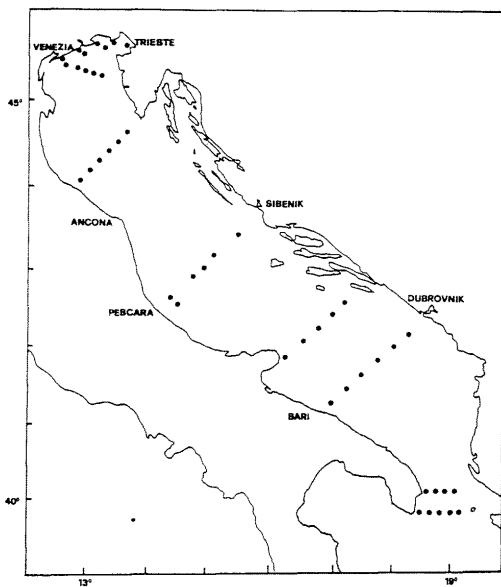 VENEZIA
TRIESTE
45°
SIBENIK
ANCONA
DUBROVNIK
PESCARA
BARI
40°
13°
19°